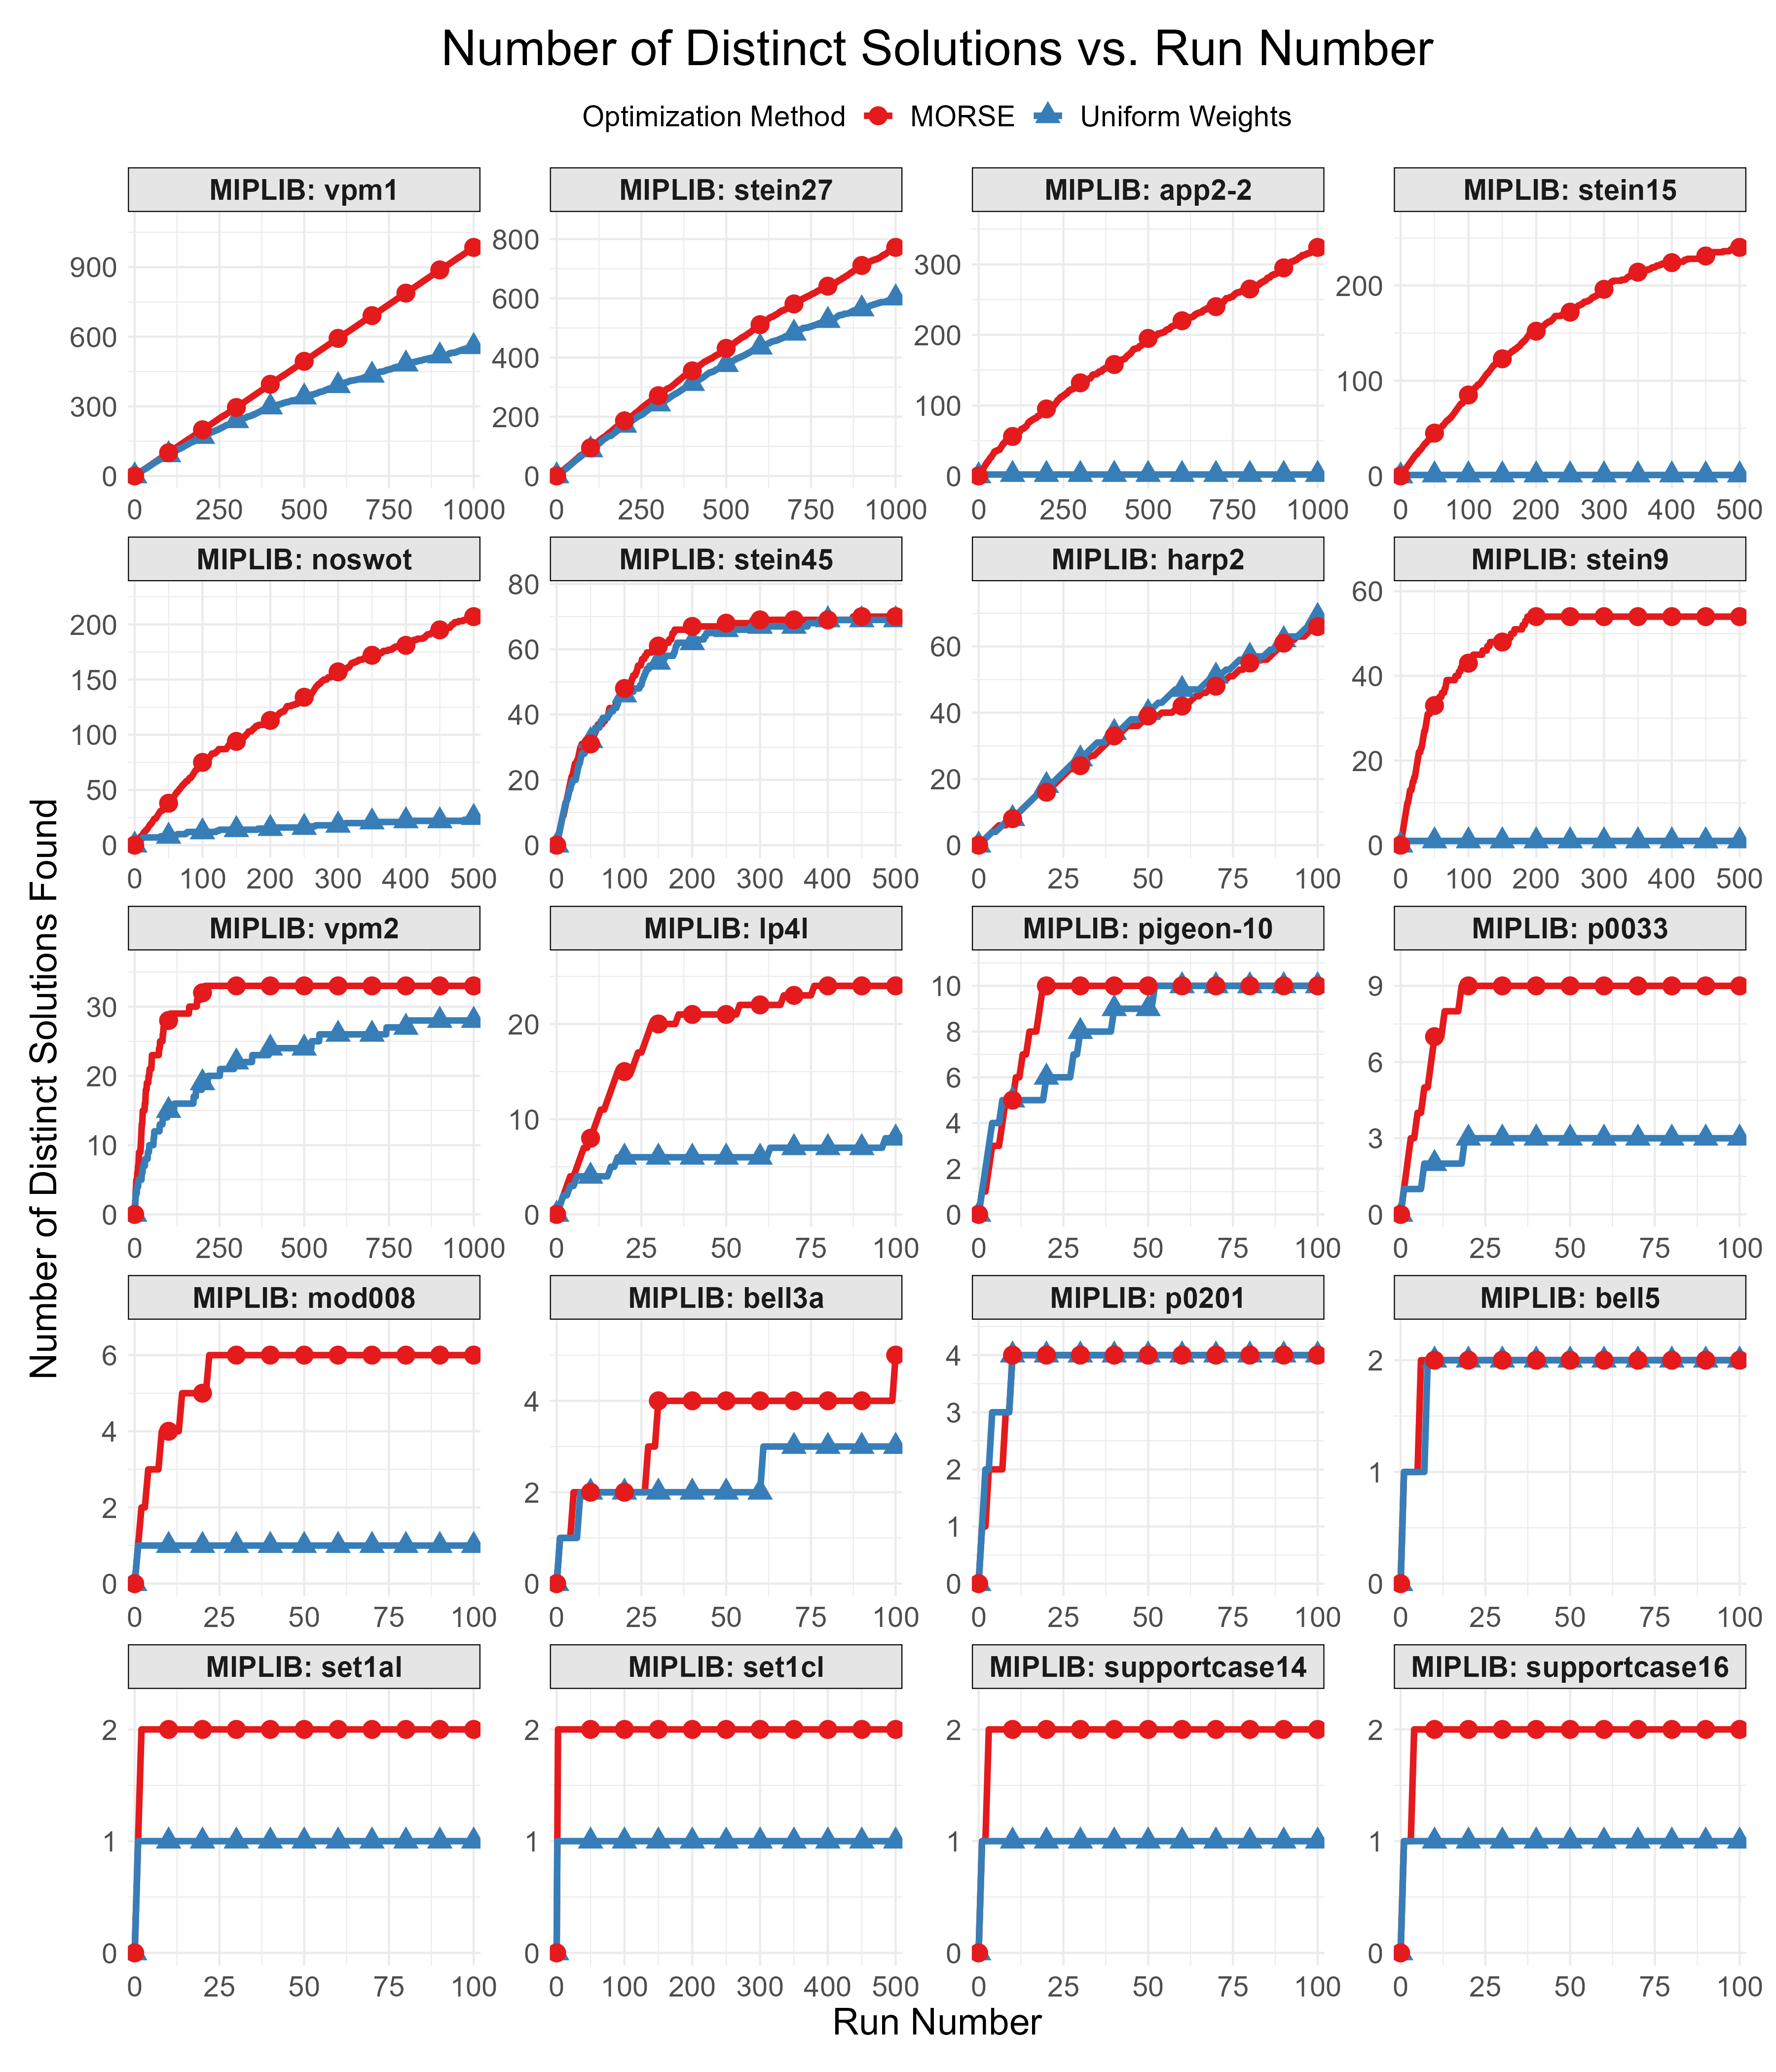 Number of Distinct Solutions vs. Run Number
Optimization Method MORSE Uniform Weights
MIPLIB: vpm1 MIPLIB: stein27 MIPLIB: app2-2 MIPLIB: stein15
900 600 300 0
800 600 400 200 0
300 200 100 0
200 100 0
0 250 500 750 1000 0 250 500 750 1000 0 250 500 750 1000 0 100 200 300 400 500
MIPLIB: noswot MIPLIB: stein45 MIPLIB: harp2 MIPLIB: stein9
200 150 100 50 0
80 60 40 20 0
60 40 20 0
60 40 20 0
0 100 200 300 400 500 0 100 200 300 400 500 0 25 50 75 100 0 100 200 300 400 500
Number of Distinct Solutions Found
MIPLIB: vpm2 MIPLIB: lp4l MIPLIB: pigeon-10 MIPLIB: p0033
30 20 10 0
20 10 0
10 8 6 4 2 0
9 6 3 0
0 250 500 750 1000 0 25 50 75 100 0 25 50 75 100 0 25 50 75 100
MIPLIB: mod008 MIPLIB: bell3a MIPLIB: p0201 MIPLIB: bell5
6 4 2 0
4 2 0
4 3 2 1 0
2 1 0
0 25 50 75 100 0 25 50 75 100 0 25 50 75 100 0 25 50 75 100
MIPLIB: set1al MIPLIB: set1cl MIPLIB: supportcase14 MIPLIB: supportcase16
2 1 0
2 1 0
2 1 0
2 1 0
0 25 50 75 100 0 100 200 300 400 500 0 25 50 75 100 0 25 50 75 100
Run Number